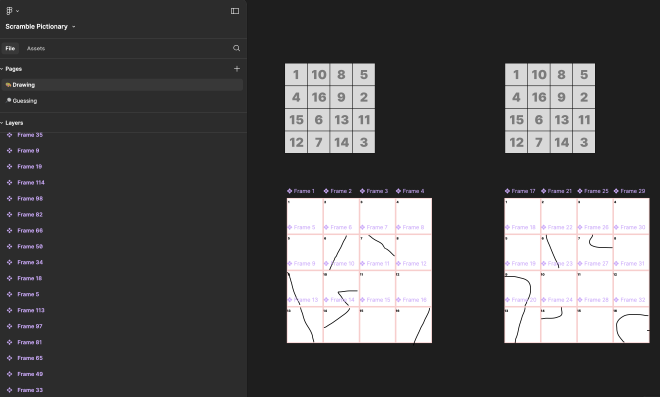 Scramble Pictionary
File Assets
Pages
Drawing
Guessing
Layers
Frame 35
Frame 9
Frame 19
Frame 114
Frame 98
Frame 82
Frame 66
Frame 50
Frame 34
Frame 18
Frame 5
Frame 113
Frame 97
Frame 81
Frame 65
Frame 49
Frame 33
1 10 8 5
4 16 9 2
15 6 13 11
12 7 14 3
1 10 8 5
4 16 9 2
15 6 13 11
12 7 14 3
Frame 1 Frame 2 Frame 3 Frame 4
Frame 5 Frame 6 Frame 7 Frame 8
Frame 9 Frame 10 Frame 11 Frame 12
Frame 13 Frame 14 Frame 15 Frame 16
Frame 17 Frame 21 Frame 25 Frame 29
Frame 18 Frame 22 Frame 26 Frame 30
Frame 19 Frame 23 Frame 27 Frame 31
Frame 20 Frame 24 Frame 28 Frame 32